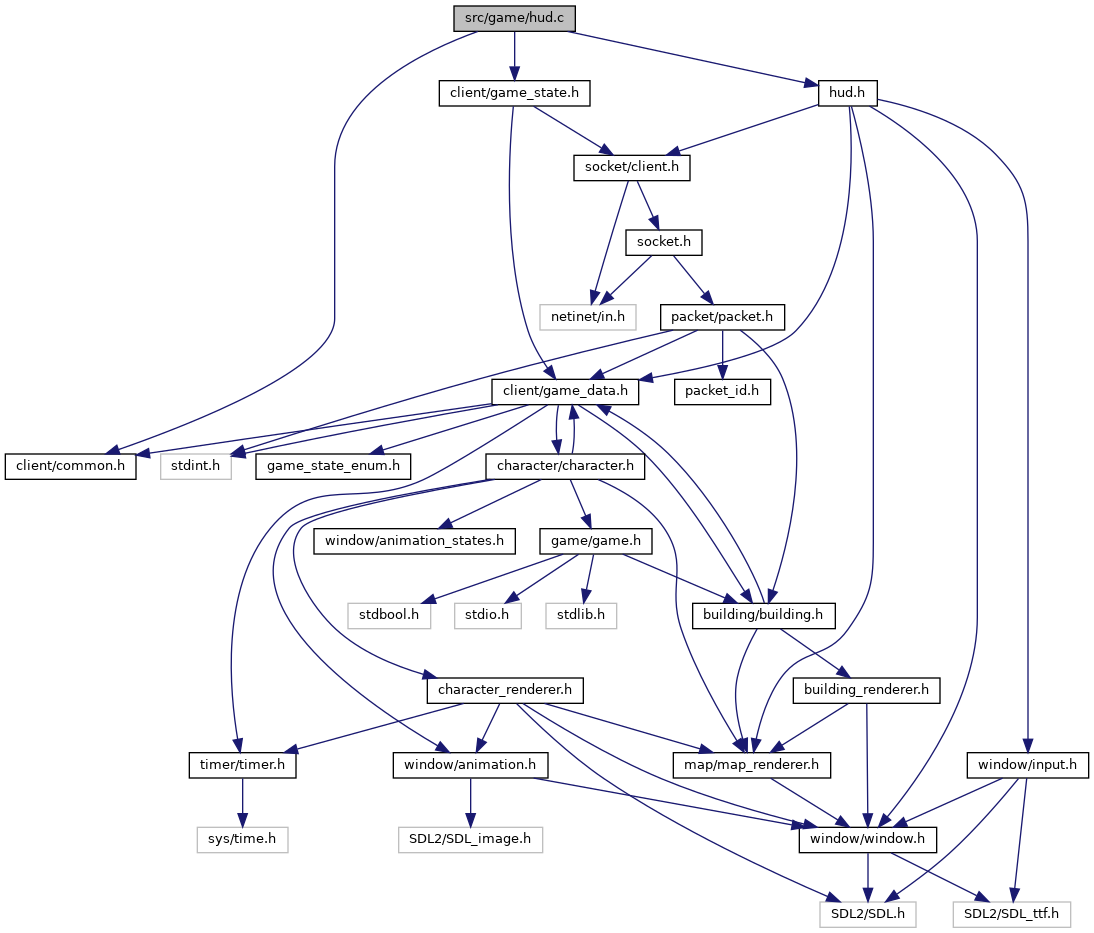 src/game/hud.c
client/game_state.h
hud.h
socket/client.h
socket.h
netinet/in.h
packet/packet.h
client/game_data.h
packet_id.h
client/common.h
stdint.h
game_state_enum.h
character/character.h
window/animation_states.h
game/game.h
stdbool.h
stdio.h
stdlib.h
building/building.h
character_renderer.h
building_renderer.h
timer/timer.h
window/animation.h
map/map_renderer.h
window/input.h
sys/time.h
SDL2/SDL_image.h
window/window.h
SDL2/SDL.h
SDL2/SDL_ttf.h